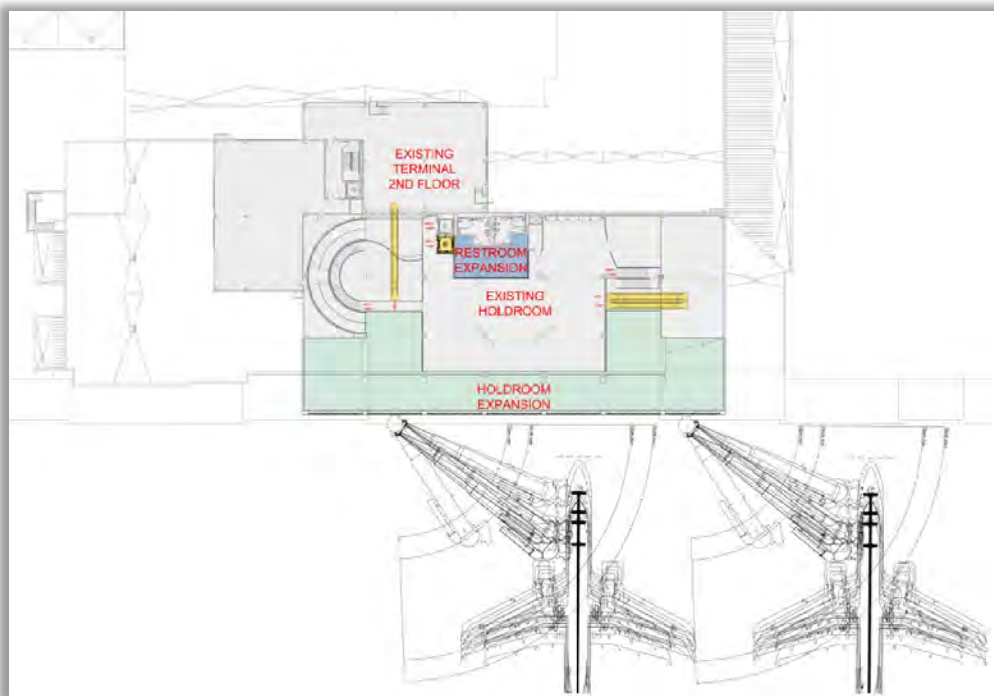 EXISTING
TERMINAL
2ND FLOOR
RESTROOM
EXPANSION
EXISTING
HOLDROOM
HOLDROOM
EXPANSION